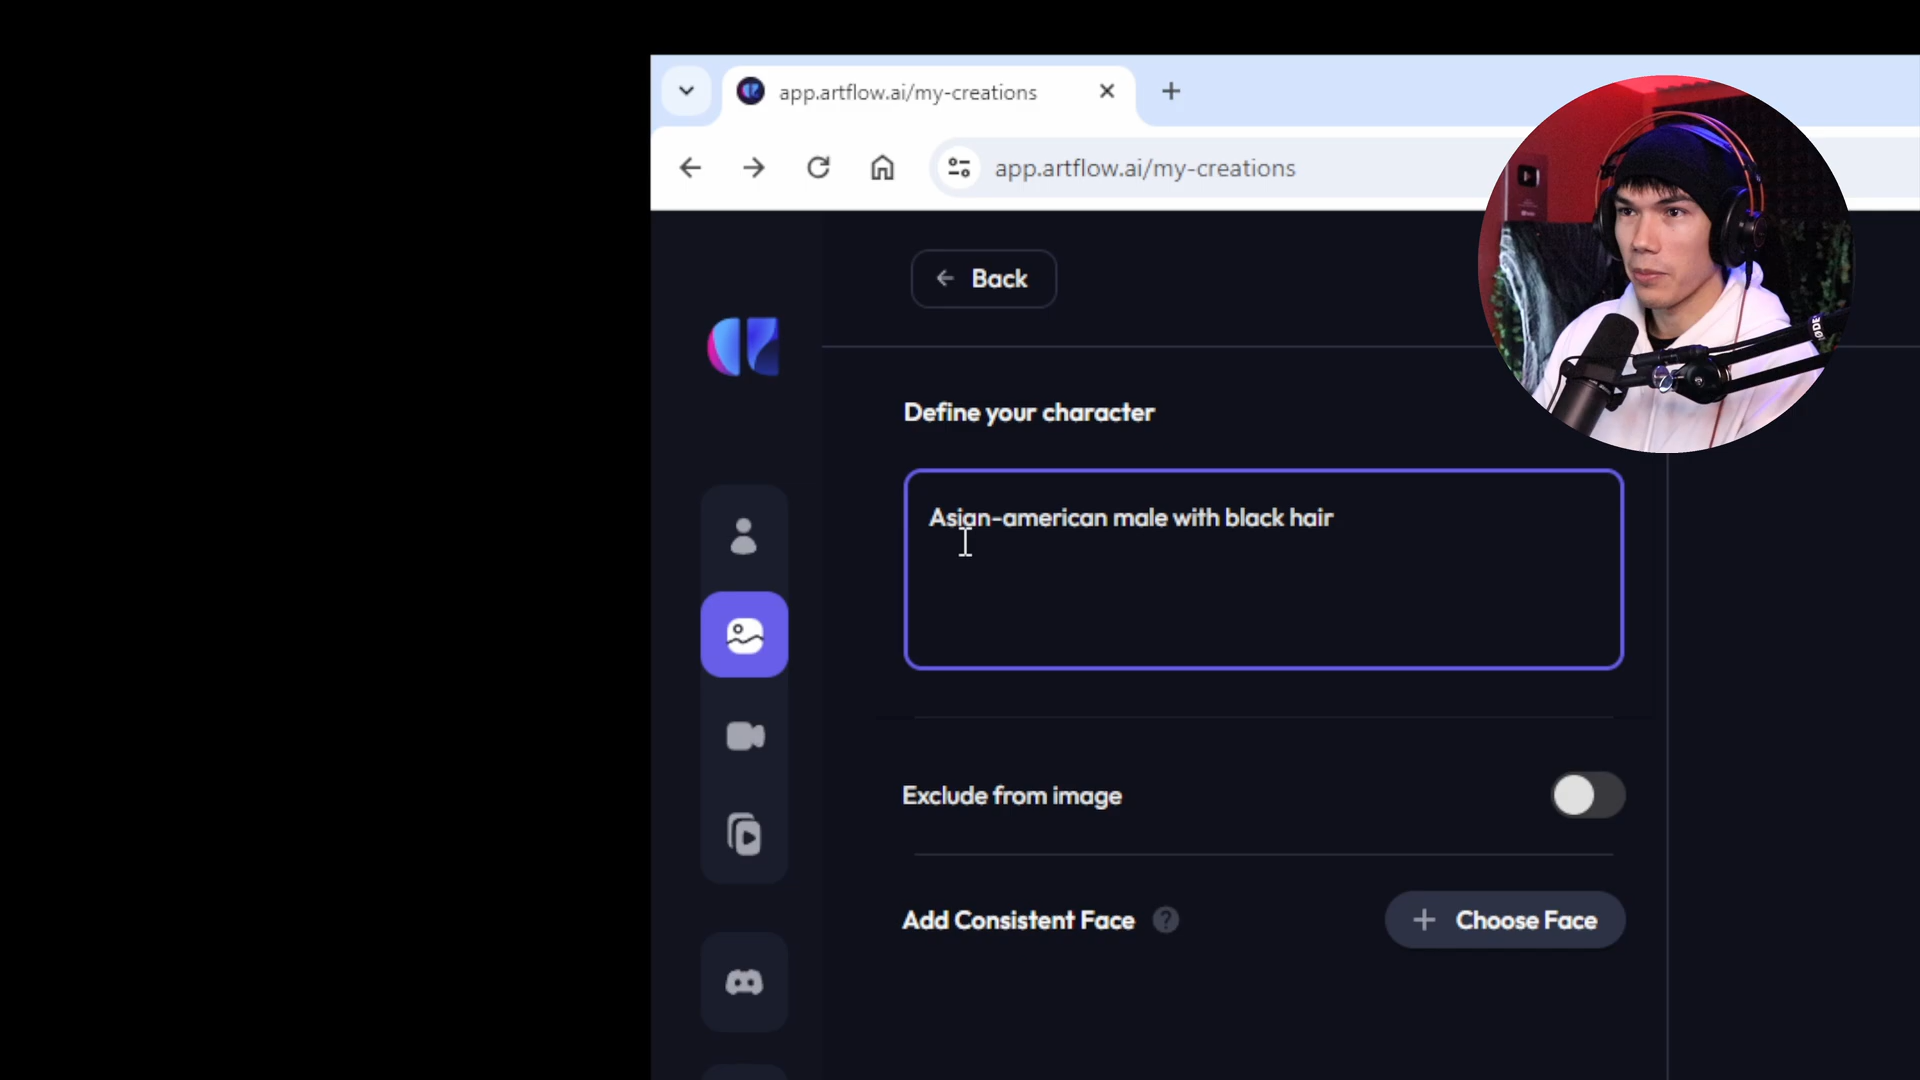 app.artflow.ai/my-creations
app.artflow.ai/my-creations
Back
Define your character
Asian-american male with black hair
Exclude from image
Add Consistent Face ?
+ Choose Face